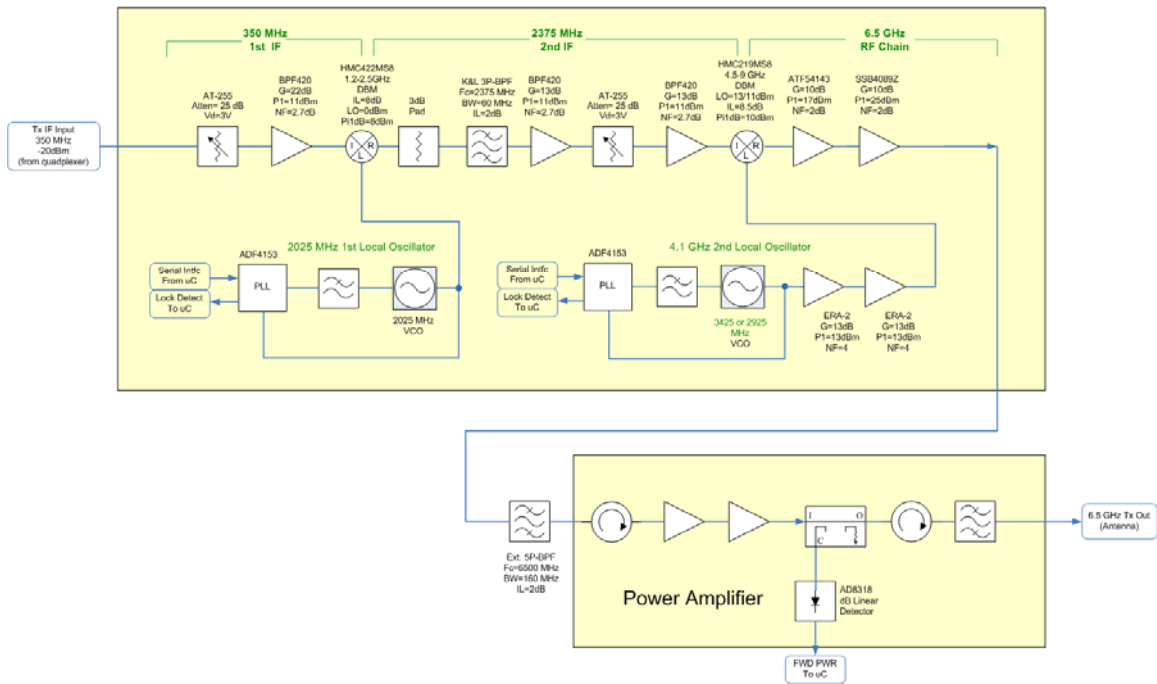 350 MHz
1st IF
2375 MHz
2nd IF
6.5 GHz
RF Chain
AT-255
Atten= 25 dB
Vd=3V
BPF420
G=22dB
P1=11dBm
NF=2.7dB
HMC422MS8
1.2-2.5GHz
DBM
IL=8dB
LO=0dBm
Pi1dB=8dBm
3dB
Pad
K&L 3P-BPF
Fc=2375 MHz
BW=60 MHz
IL=2dB
BPF420
G=13dB
P1=11dBm
NF=2.7dB
AT-255
Atten= 25 dB
Vd=3V
BPF420
G=13dB
P1=11dBm
NF=2.7dB
HMC219MS8
4.5-9 GHz
DBM
LO=13/11dBm
IL=8.5dB
Pi1dB=10dBm
ATF54143
G=10dB
P1=17dBm
NF=2dB
SSB4089Z
G=10dB
P1=25dBm
NF=2dB
Tx IF Input
350 MHz
-20dBm
(from quadplexer)
I
R
L
I
R
L
2025 MHz 1st Local Oscillator
ADF4153
Serial Intfc
From uC
Lock Detect
To uC
PLL
2025 MHz
VCO
4.1 GHz 2nd Local Oscillator
ADF4153
Serial Intfc
From uC
Lock Detect
To uC
PLL
3425 or 2925
MHz
VCO
ERA-2
G=13dB
P1=13dBm
NF=4
ERA-2
G=13dB
P1=13dBm
NF=4
Ext. 5P-BPF
Fc=6500 MHz
BW=160 MHz
IL=2dB
I
O
C
6.5 GHz Tx Out
(Antenna)
Power Amplifier
AD8318
dB Linear
Detector
FWD PWR
To uC